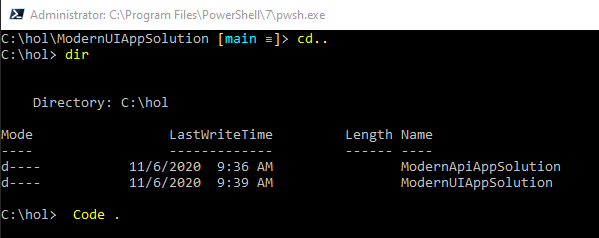 Administrator: C:\Program Files\PowerShell\7\pwsh.exe
C:\hol\ModernUIAppSolution [main ≡]> cd..
C:\hol> dir
    Directory: C:\hol
Mode                 LastWriteTime         Length Name
----                 -------------         ------ ----
d----          11/6/2020  9:36 AM                ModernApiAppSolution
d----          11/6/2020  9:39 AM                ModernUIAppSolution
C:\hol>  Code .